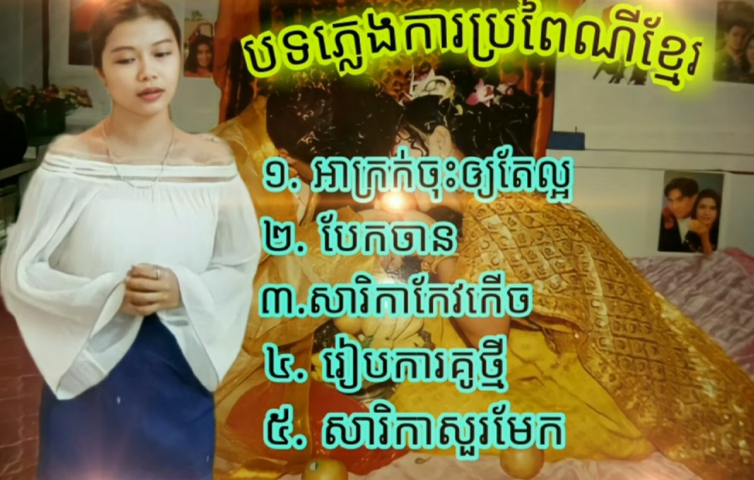 បទភ្លេងការប្រពៃណីខ្មែរ
១. អាក្រក់ចុះឲ្យតែល្អ
២. បែកចាន
៣.សារិកាកែវកើច
៤. រៀបការគូថ្មី
៥. សារិកាសួរមែក